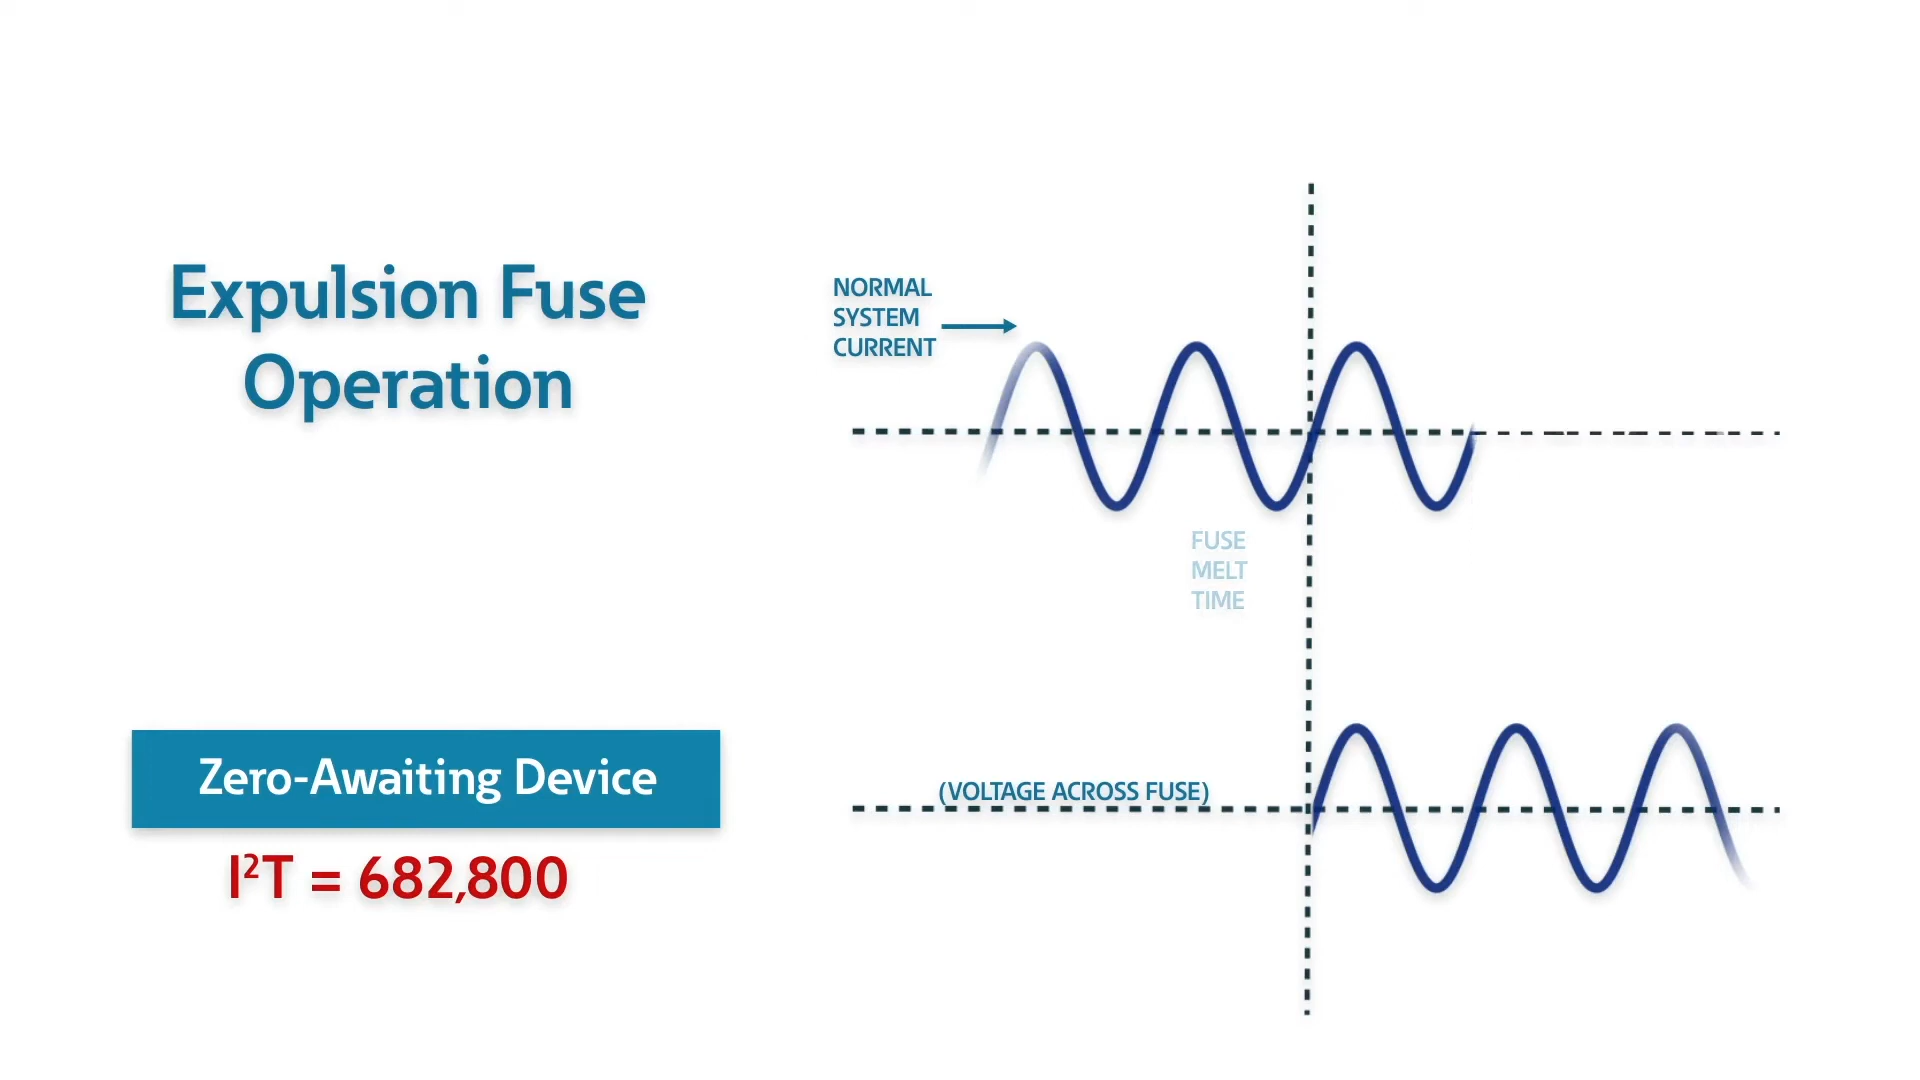 Expulsion Fuse
Operation
Zero-Awaiting Device
I²T = 682,800
NORMAL
SYSTEM
CURRENT
FUSE
MELT
TIME
(VOLTAGE ACROSS FUSE)